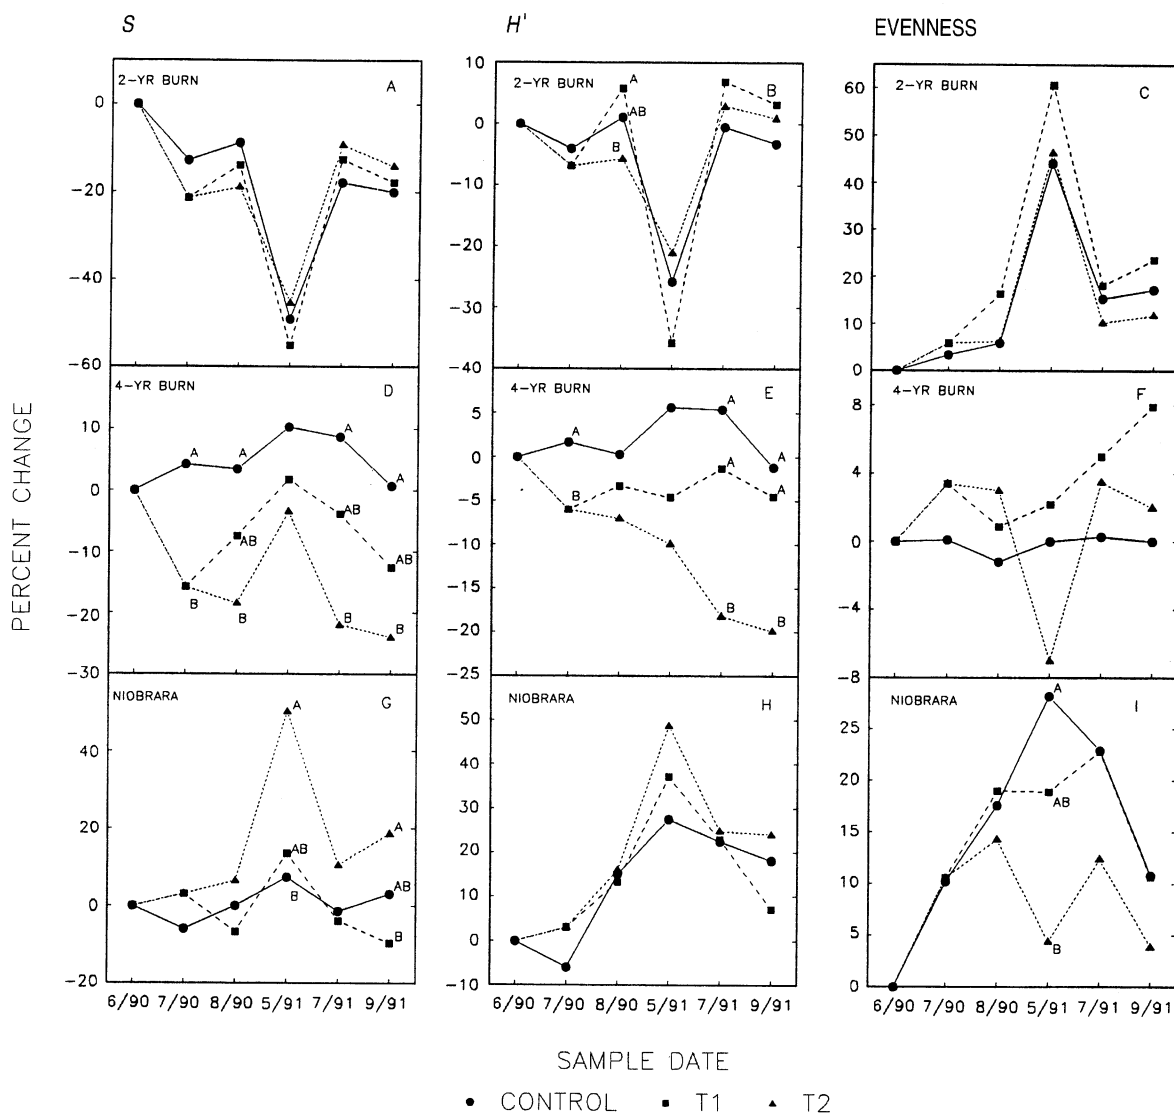 S H' EVENNESS
2-YR BURN A
0
-20
-40
-60
2-YR BURN B
10
0
-10
-20
-30
-40
A
AB
B
2-YR BURN C
60
50
40
30
20
10
0
4-YR BURN D
10
0
-10
-20
-30
A A A A
AB AB AB
B B B B
4-YR BURN E
5
0
-5
-10
-15
-20
-25
A A A
A A
B B B
4-YR BURN F
8
4
0
-4
-8
NIOBRARA G
40
20
0
-20
A A
AB AB
B B
NIOBRARA H
50
40
30
20
10
0
-10
NIOBRARA I
25
20
15
10
5
0
A
AB
B
PERCENT CHANGE
6/90 7/90 8/90 5/91 7/91 9/91
6/90 7/90 8/90 5/91 7/91 9/91
6/90 7/90 8/90 5/91 7/91 9/91
SAMPLE DATE
CONTROL T1 T2